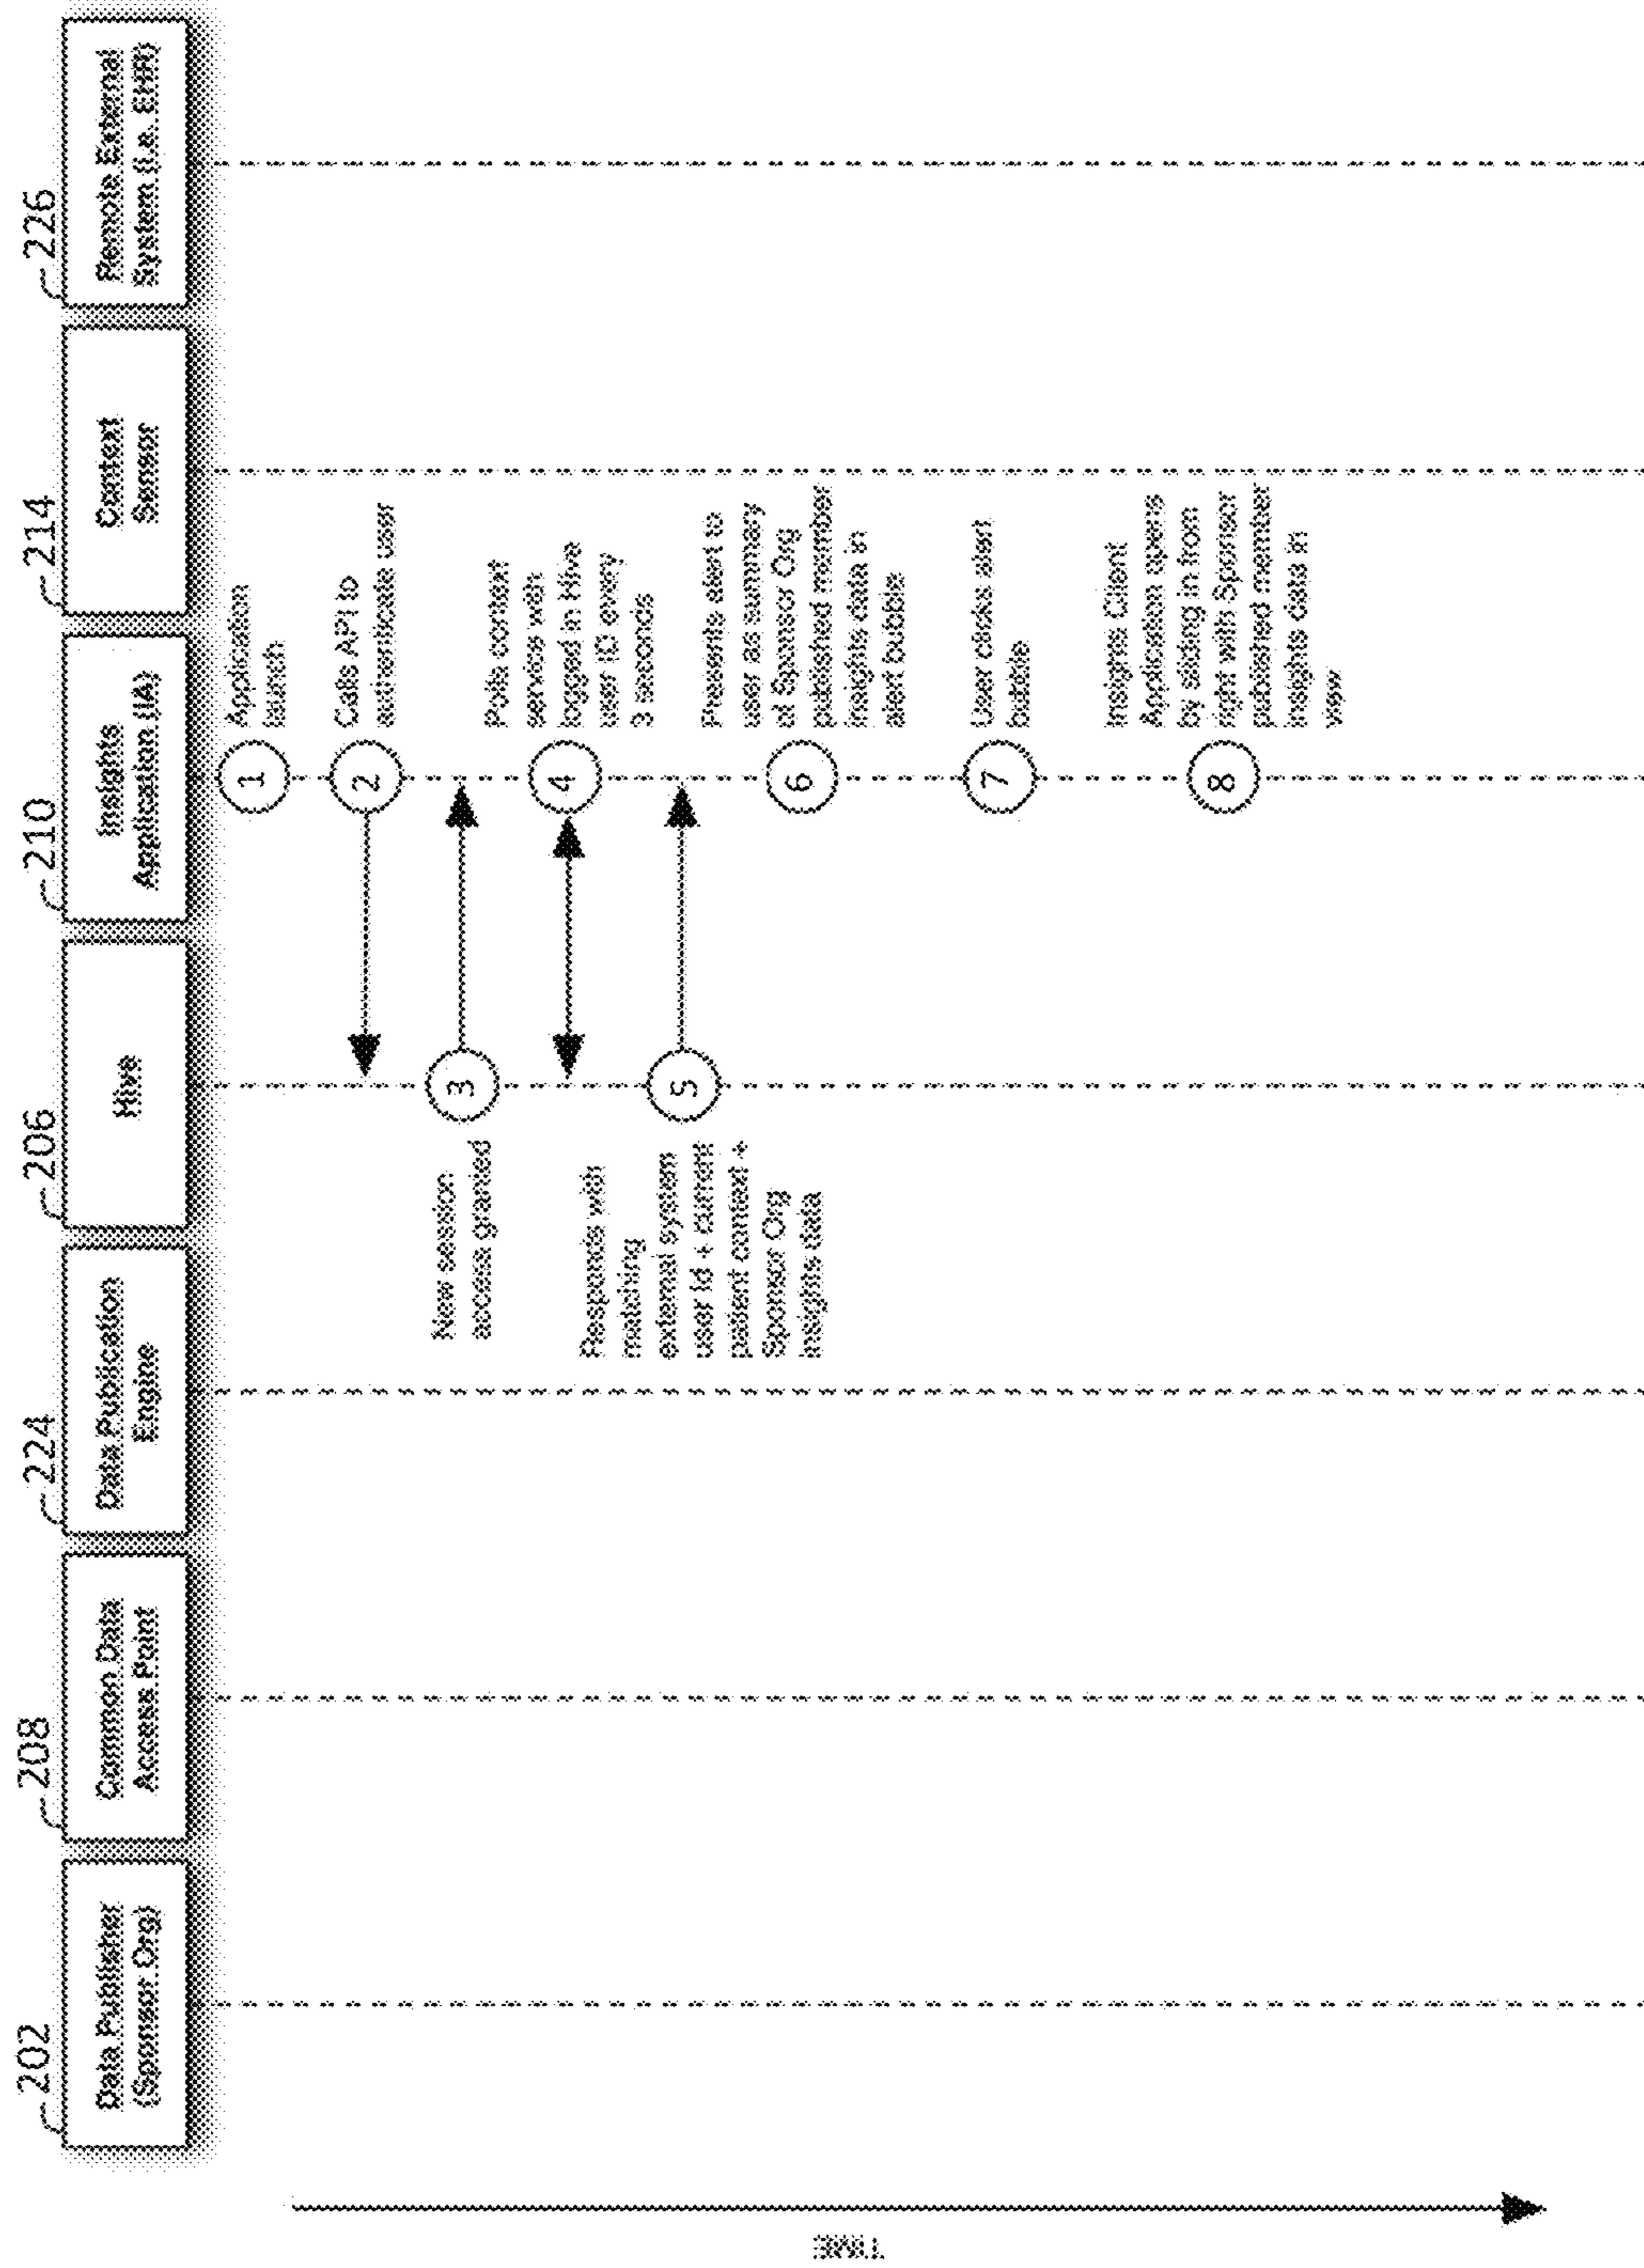 202
Data Publisher
(Sponsor Org)
208
Common Data
Access Point
224
Data Publication
Engine
206
Hive
210
Insights
Application (IA)
214
Context
Sensor
226
Remote External
System (i.e. EHR)
TIME
1
Application
launch
2
Calls API to
authenticate user
3
New session
access granted
4
Polls context
service with
logged in Hive
user ID every
3 seconds
5
Responds with
matching
external system
user id + current
patient context +
Sponsor Org
insights data
6
Presents alert to
user as summary
of Sponsor Org
published member
insights data in
alert bubble
7
User clicks alert
bubble
8
Insights Client
Application opens
by sliding in from
right with Sponsor
published member
insights data in
view